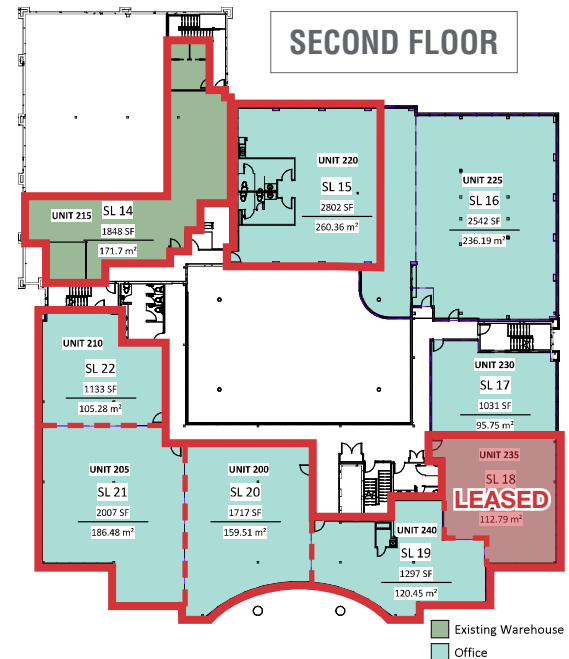 SECOND FLOOR
UNIT 220
SL 15
2802 SF
260.36 m²
UNIT 225
SL 16
2542 SF
236.19 m²
UNIT 215
SL 14
1848 SF
171.7 m²
UNIT 210
SL 22
1133 SF
105.28 m²
UNIT 230
SL 17
1031 SF
95.75 m²
UNIT 205
SL 21
2007 SF
186.48 m²
UNIT 200
SL 20
1717 SF
159.51 m²
UNIT 235
SL 18
LEASED
112.79 m²
UNIT 240
SL 19
1297 SF
120.45 m²
Existing Warehouse
Office